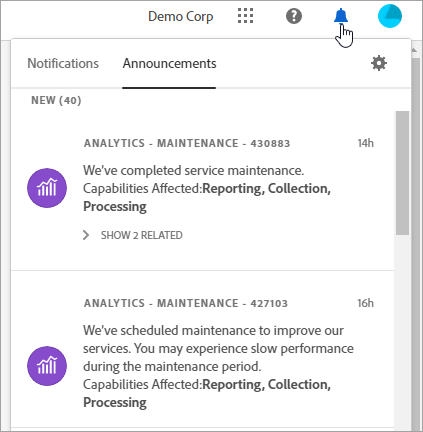 Demo Corp
Notifications Announcements
NEW (40)
ANALYTICS - MAINTENANCE - 430883 14h
We've completed service maintenance.
Capabilities Affected:Reporting, Collection,
Processing
SHOW 2 RELATED
ANALYTICS - MAINTENANCE - 427103 16h
We've scheduled maintenance to improve our
services. You may experience slow performance
during the maintenance period.
Capabilities Affected:Reporting, Collection,
Processing